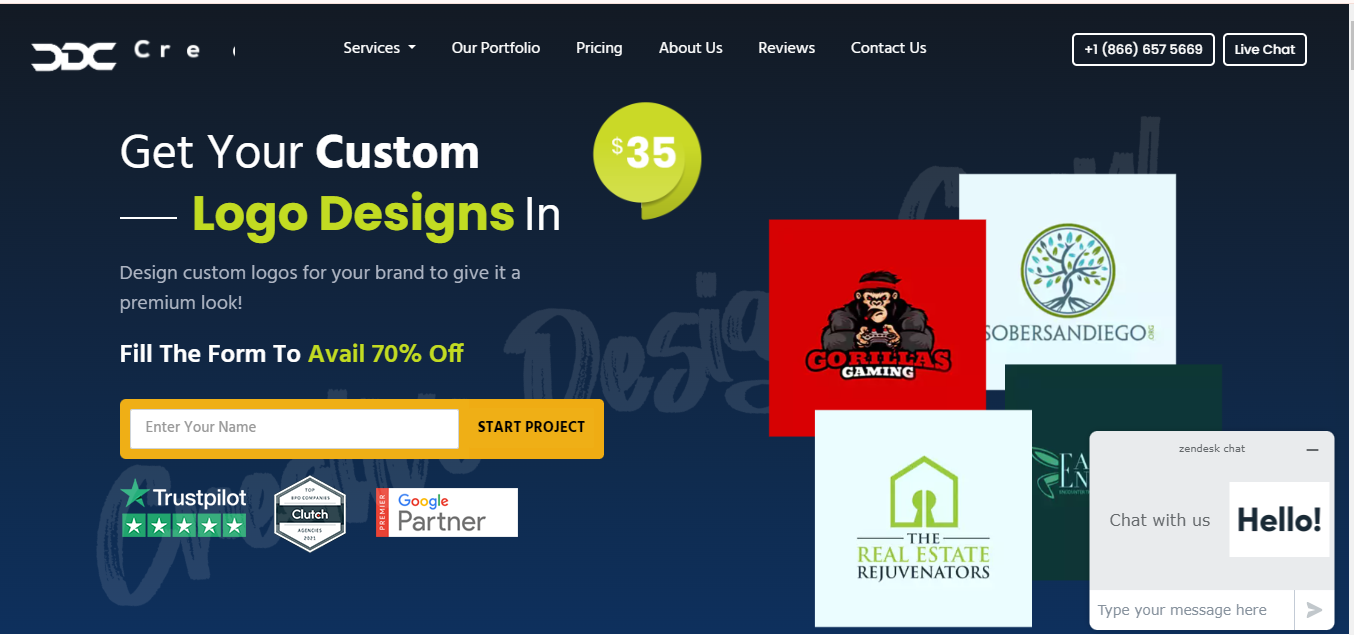 Cre
Services
Our Portfolio
Pricing
About Us
Reviews
Contact Us
+1 (866) 657 5669
Live Chat
Get Your Custom
Logo Designs In
$35
Design custom logos for your brand to give it a
premium look!
Fill The Form To Avail 70% Off
Enter Your Name
START PROJECT
Trustpilot
TOP
BPO COMPANIES
Clutch
AGENCIES
2021
PREMIER
Google
Partner
Creative Design
SOBERSANDIEGO
.ORG
GORILLAS
GAMING
THE
REAL ESTATE
REJUVENATORS
zendesk chat
Chat with us
Hello!
Type your message here